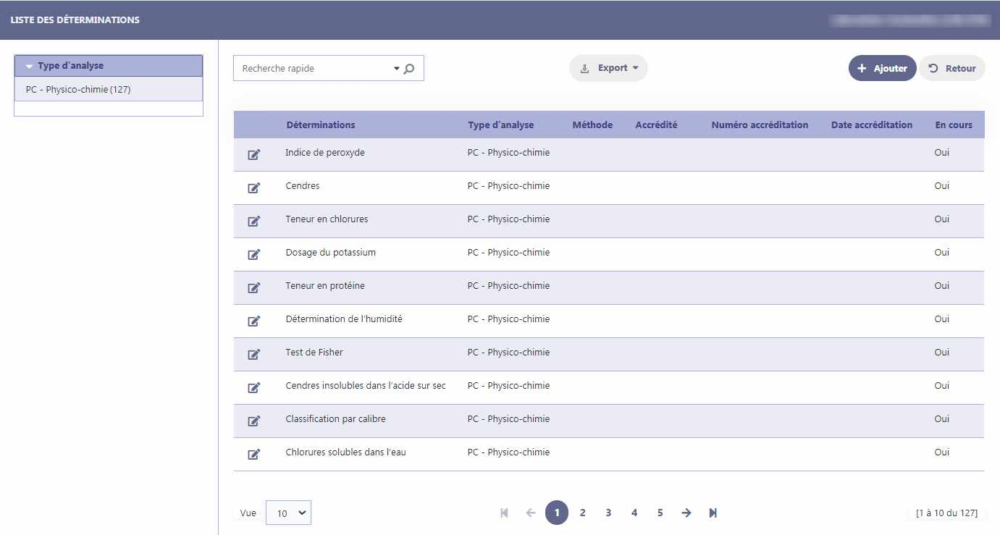 LISTE DES DÉTERMINATIONS
Type d'analyse
PC - Physico-chimie (127)
Recherche rapide
Export
Ajouter
Retour
Déterminations Type d'analyse Méthode Accrédité Numéro accréditation Date accréditation En cours
Indice de peroxyde PC - Physico-chimie Oui
Cendres PC - Physico-chimie Oui
Teneur en chlorures PC - Physico-chimie Oui
Dosage du potassium PC - Physico-chimie Oui
Teneur en protéine PC - Physico-chimie Oui
Détermination de l'humidité PC - Physico-chimie Oui
Test de Fisher PC - Physico-chimie Oui
Cendres insolubles dans l'acide sur sec PC - Physico-chimie Oui
Classification par calibre PC - Physico-chimie Oui
Chlorures solubles dans l'eau PC - Physico-chimie Oui
Vue 10 1 2 3 4 5 [1 à 10 du 127]